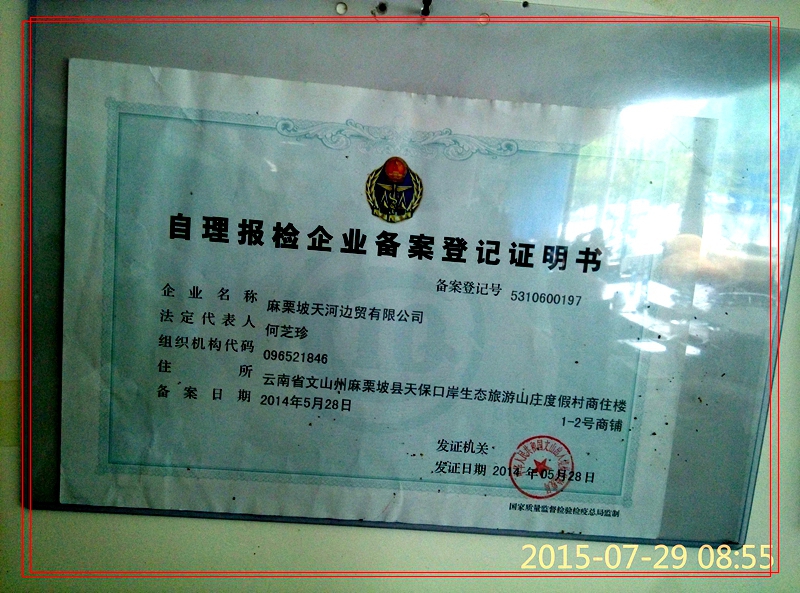 自理报检企业备案登记证明书
备案登记号 5310600197
企业名称 麻栗坡天河边贸有限公司
法定代表人 何芝珍
组织机构代码 096521846
住所 云南省文山州麻栗坡县天保口岸生态旅游山庄度假村商住楼
1-2号商铺
备案日期 2014年5月28日
发证机关
发证日期 2014年05月28日
国家质量监督检验检疫总局监制
2015-07-29 08:55